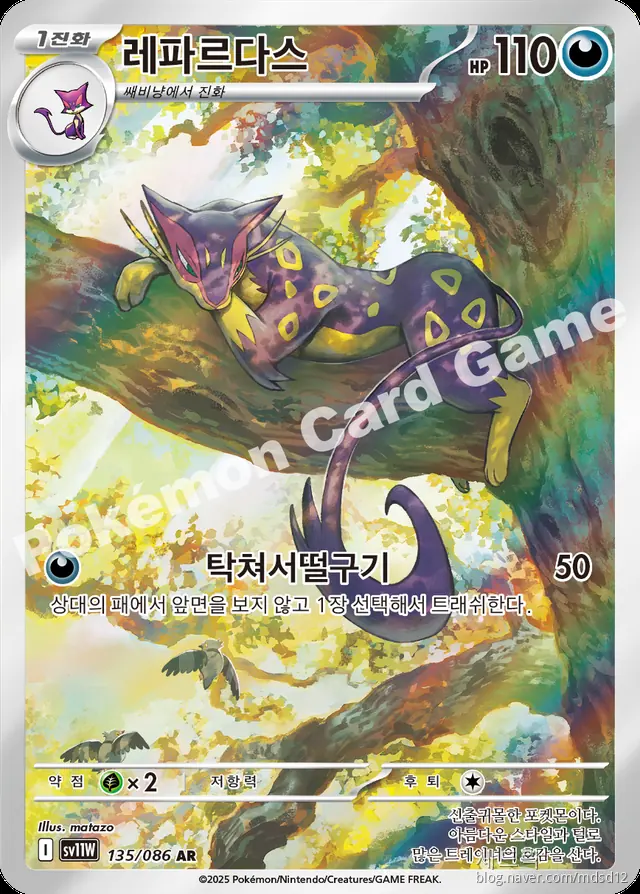 1진화
레파르다스
HP 110
쌔비냥에서 진화
Pokémon Card Game
탁쳐서떨구기 50
상대의 패에서 앞면을 보지 않고 1장 선택해서 트래쉬한다.
약점 ×2 저항력 후퇴
Illus. matazo
I sv11W 135/086 AR
신출귀몰한 포켓몬이다.
아름다운 스타일과 털로
많은 트레이너의 호감을 산다.
©2025 Pokémon/Nintendo/Creatures/GAME FREAK.
blog.naver.com/mdsd12